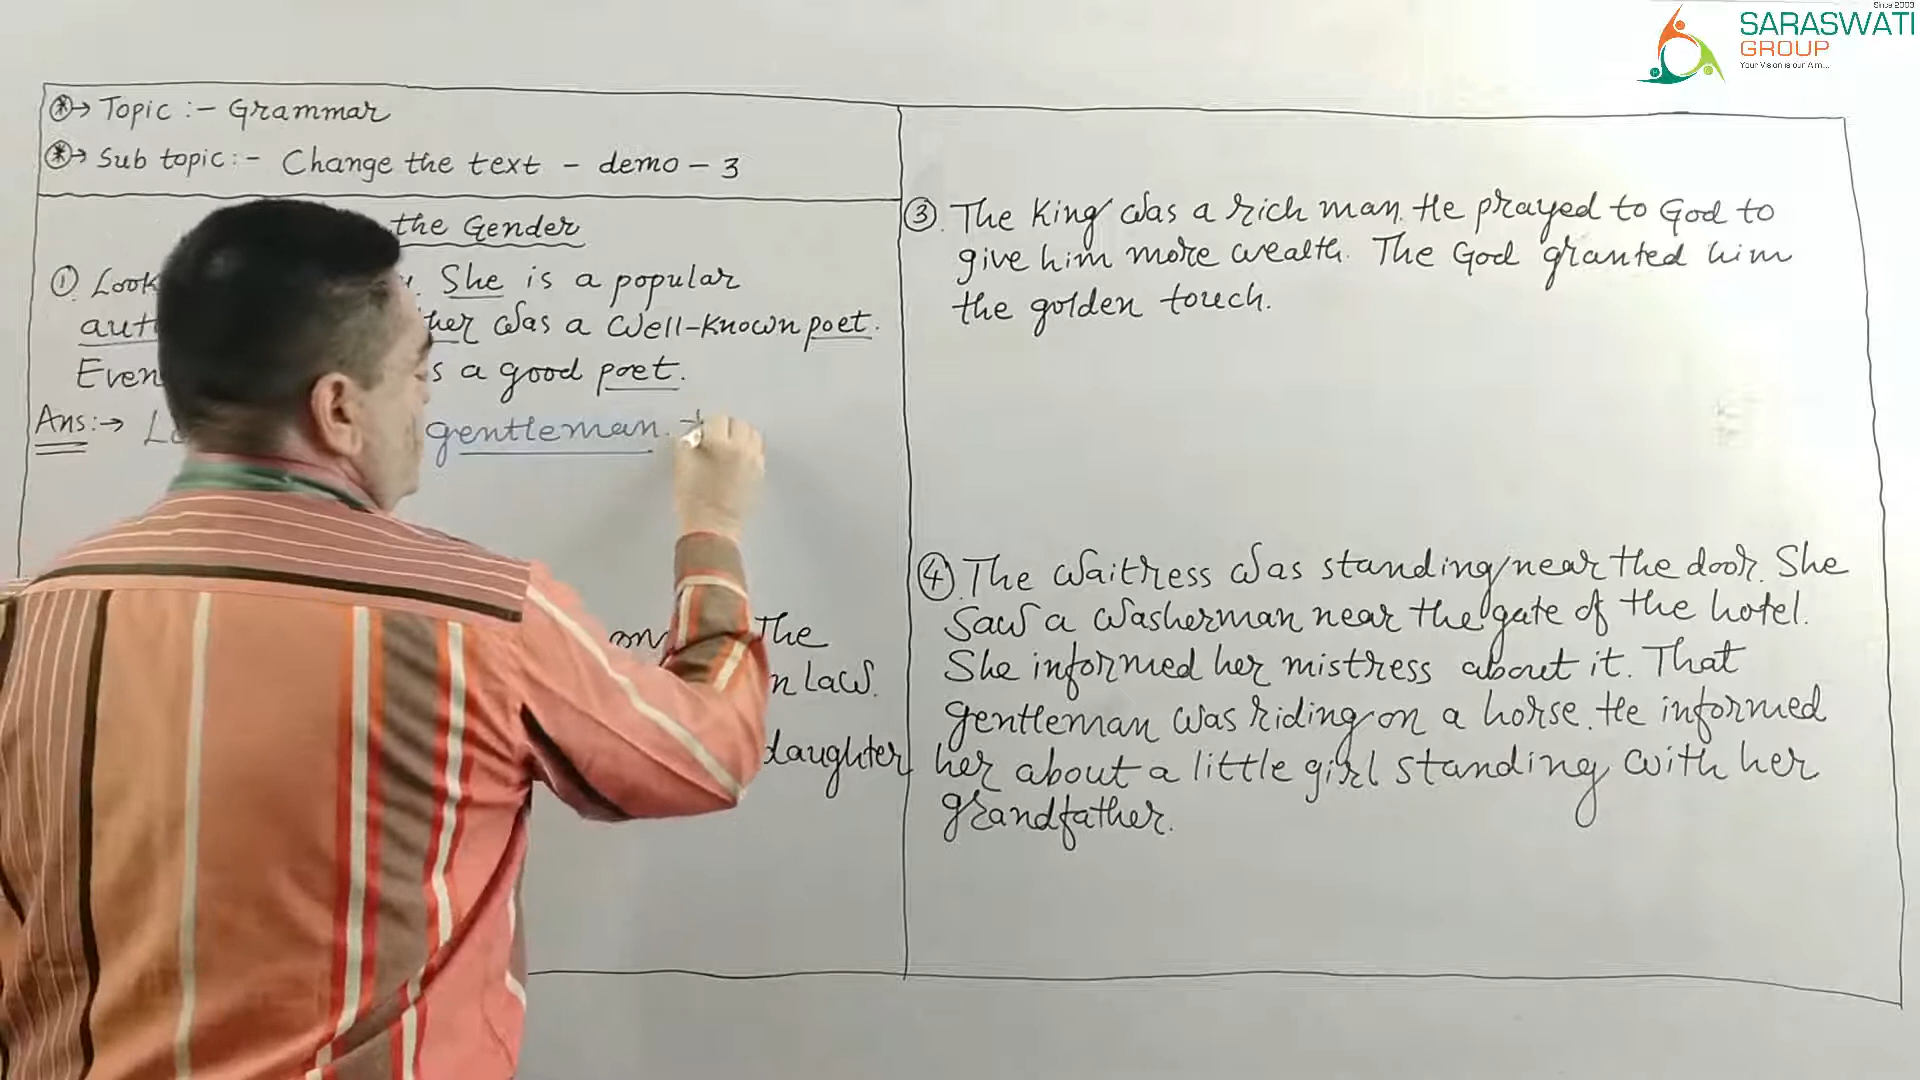 Since 2003
SARASWATI
GROUP
Your Vision is our Aim...
* → Topic :- Grammar
* → Sub topic :- Change the text - demo - 3
the Gender
① Look She is a popular
was a well-known poet.
Even a good poet.
Ans :→ gentleman.
on The
n law.
daughter
③. The King was a rich man. He prayed to God to
give him more wealth. The God granted him
the golden touch.
④. The waitress was standing near the door. She
saw a washerman near the gate of the hotel.
She informed her mistress about it. That
gentleman was riding on a horse. He informed
her about a little girl standing with her
grandfather.